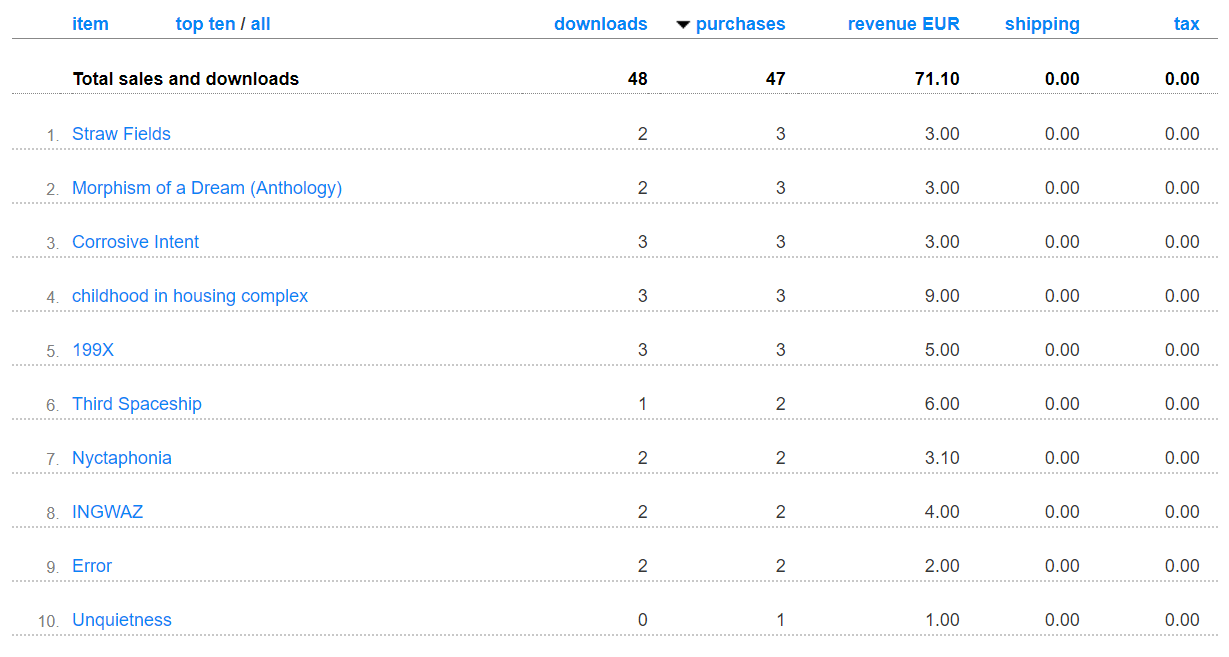 item top ten / all downloads purchases revenue EUR shipping tax
Total sales and downloads 48 47 71.10 0.00 0.00
1. Straw Fields 2 3 3.00 0.00 0.00
2. Morphism of a Dream (Anthology) 2 3 3.00 0.00 0.00
3. Corrosive Intent 3 3 3.00 0.00 0.00
4. childhood in housing complex 3 3 9.00 0.00 0.00
5. 199X 3 3 5.00 0.00 0.00
6. Third Spaceship 1 2 6.00 0.00 0.00
7. Nyctaphonia 2 2 3.10 0.00 0.00
8. INGWAZ 2 2 4.00 0.00 0.00
9. Error 2 2 2.00 0.00 0.00
10. Unquietness 0 1 1.00 0.00 0.00